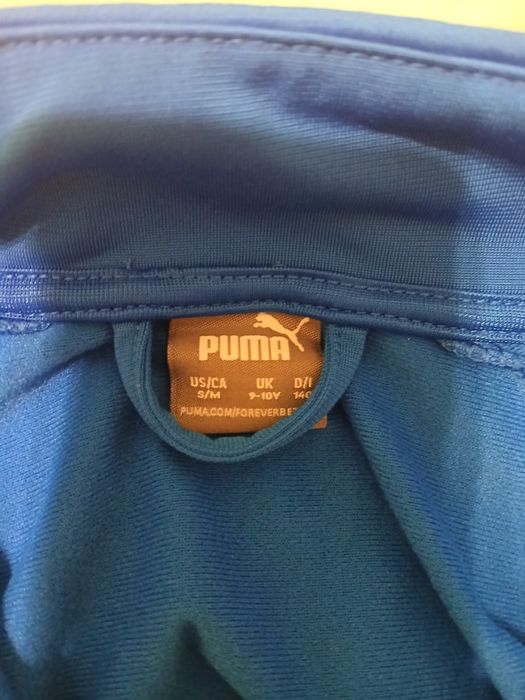 PUMA
US/CA UK D/I
S/M 9-10Y 140
PUMA.COM/FOREVERBE